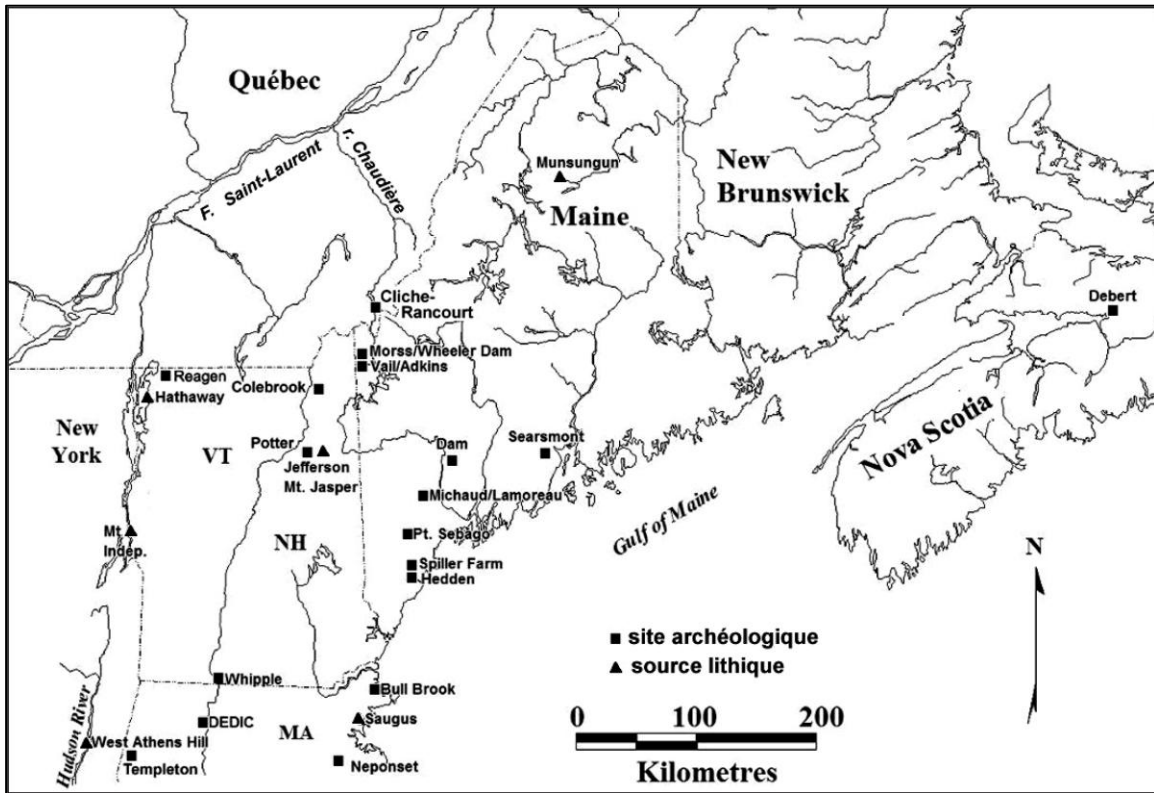 Québec
F. Saint-Laurent
r. Chaudière
Munsungun
Maine
New
Brunswick
Cliche-
Rancourt
Debert
Morss/Wheeler Dam
Vail/Adkins
Reagen
Colebrook
Hathaway
New
York
VT
Potter
Jefferson
Mt. Jasper
Dam
Searsmont
Nova Scotia
Michaud/Lamoreau
Gulf of Maine
Mt.
Indep.
NH
Pt. Sebago
Spiller Farm
Hedden
N
site archéologique
source lithique
Whipple
Bull Brook
DEDIC
MA
Saugus
0 100 200
Kilometres
Hudson River
West Athens Hill
Templeton
Neponset